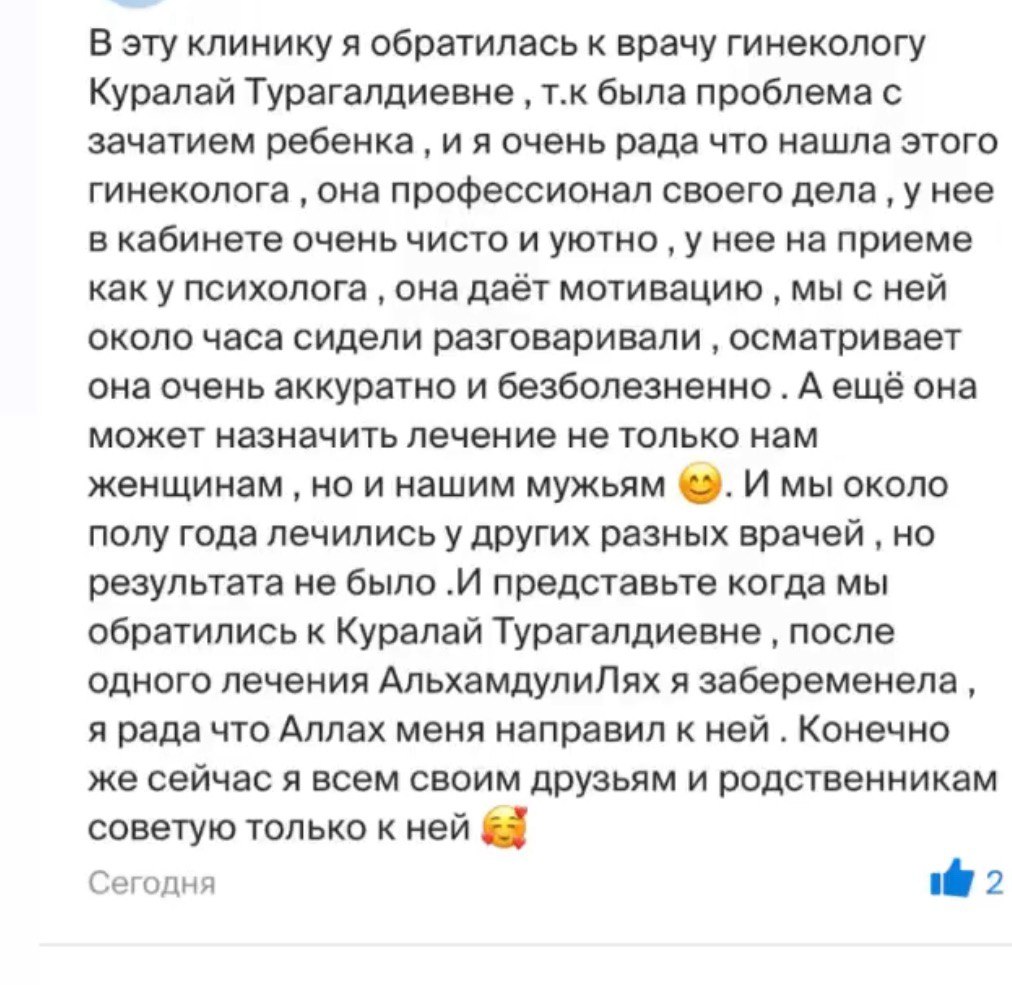 В эту клинику я обратилась к врачу гинекологу
Куралай Турагалдиевне , т.к была проблема с
зачатием ребенка , и я очень рада что нашла этого
гинеколога , она профессионал своего дела , у нее
в кабинете очень чисто и уютно , у нее на приеме
как у психолога , она даёт мотивацию , мы с ней
около часа сидели разговаривали , осматривает
она очень аккуратно и безболезненно . А ещё она
может назначить лечение не только нам
женщинам , но и нашим мужьям 😊. И мы около
полу года лечились у других разных врачей , но
результата не было .И представьте когда мы
обратились к Куралай Турагалдиевне , после
одного лечения АльхамдулиЛях я забеременела ,
я рада что Аллах меня направил к ней . Конечно
же сейчас я всем своим друзьям и родственникам
советую только к ней 🥰
Сегодня
2